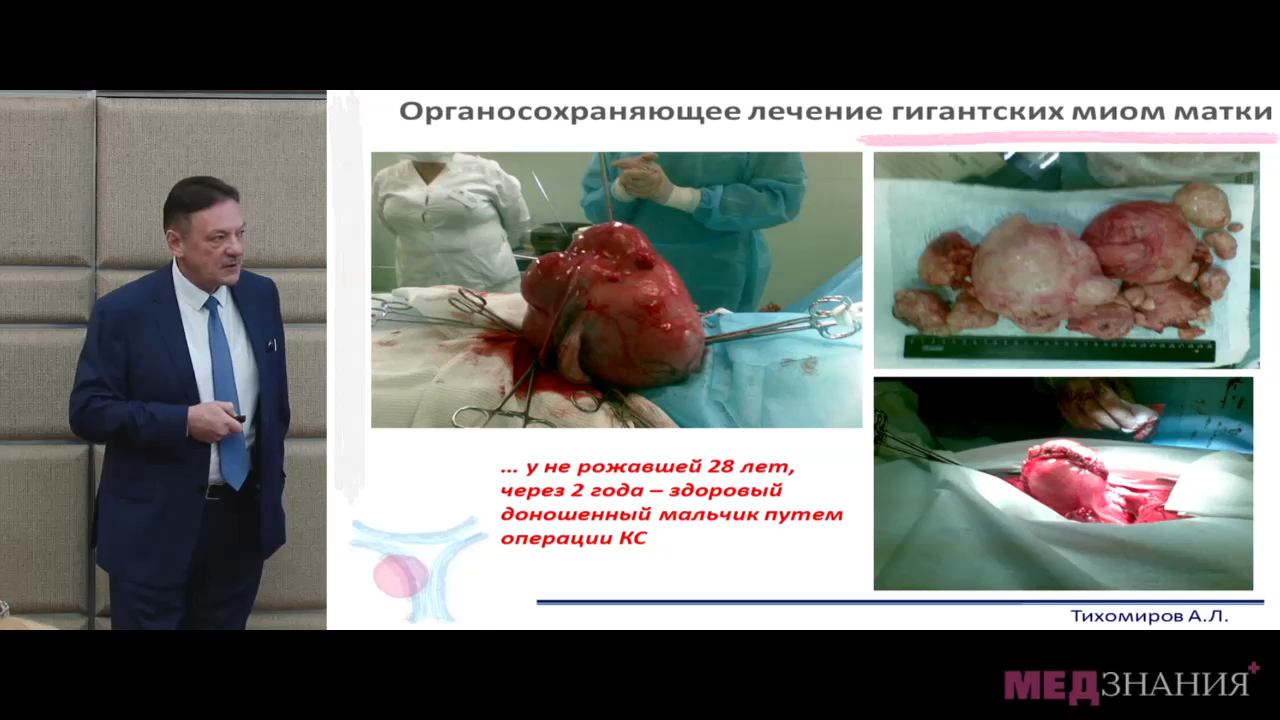 Органосохраняющее лечение гигантских миом матки
... у не рожавшей 28 лет,
через 2 года – здоровый
доношенный мальчик путем
операции КС
Тихомиров А.Л.
МЕДЗНАНИЯ+